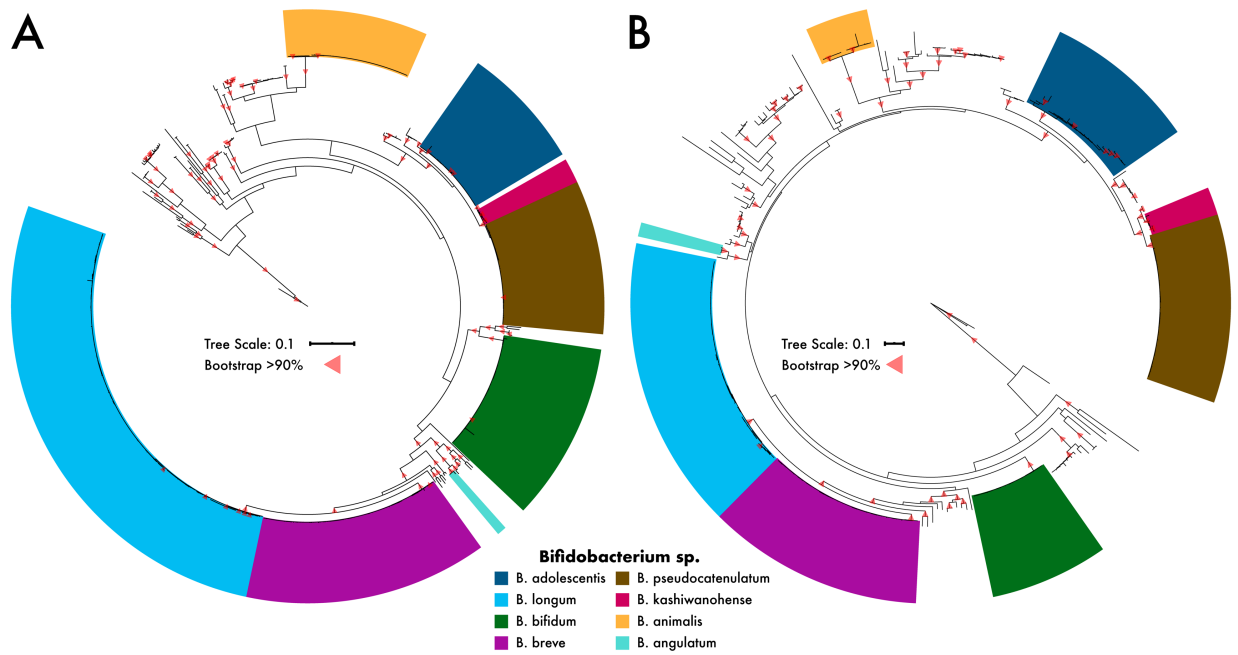 A
B
Tree Scale: 0.1
Bootstrap >90%
Tree Scale: 0.1
Bootstrap >90%
Bifidobacterium sp.
B. adolescentis
B. pseudocatenulatum
B. longum
B. kashiwanohense
B. bifidum
B. animalis
B. breve
B. angulatum